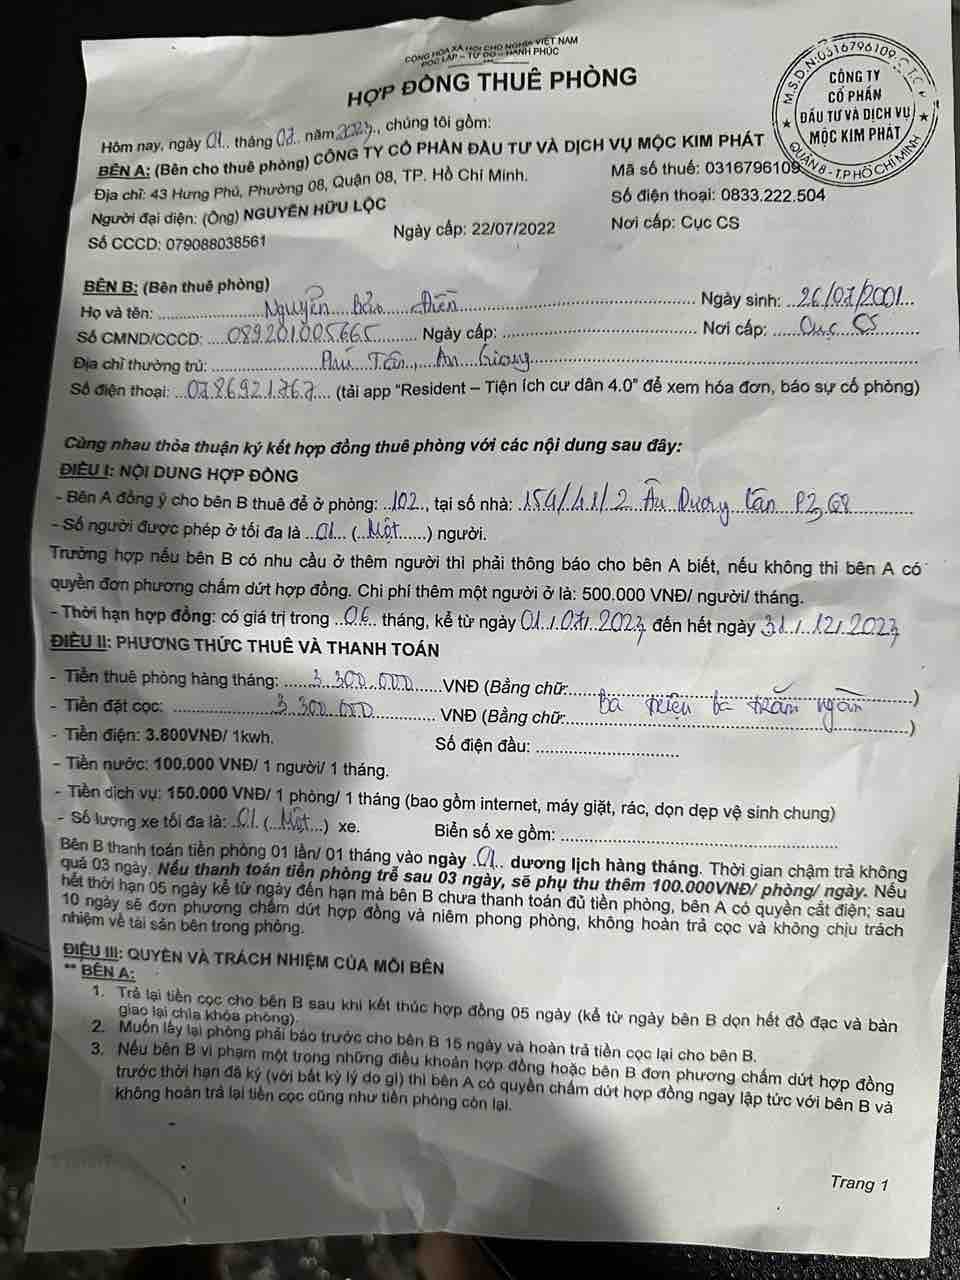 CỘNG HÒA XÃ HỘI CHỦ NGHĨA VIỆT NAM
ĐỘC LẬP – TỰ DO – HẠNH PHÚC
HỢP ĐỒNG THUÊ PHÒNG
M.S.D.N:0316796109
CÔNG TY
CỔ PHẦN
ĐẦU TƯ VÀ DỊCH VỤ
MỘC KIM PHÁT
QUẬN 8 - T.P HỒ CHÍ MINH
Hôm nay, ngày 01.. tháng 07. năm 2023., chúng tôi gồm:
BÊN A: (Bên cho thuê phòng) CÔNG TY CỔ PHẦN ĐẦU TƯ VÀ DỊCH VỤ MỘC KIM PHÁT
Địa chỉ: 43 Hưng Phú, Phường 08, Quận 08, TP. Hồ Chí Minh. Mã số thuế: 0316796109
Người đại diện: (Ông) NGUYỄN HỮU LỘC Số điện thoại: 0833.222.504
Số CCCD: 079088038561 Ngày cấp: 22/07/2022 Nơi cấp: Cục CS
BÊN B: (Bên thuê phòng)
Họ và tên: Nguyễn Bảo Điền Ngày sinh: 26/07/2001
Số CMND/CCCD: 089201005665 Ngày cấp: Nơi cấp: Cục CS
Địa chỉ thường trú: Phú Tân, An Giang
Số điện thoại: 0786921767 (tải app "Resident – Tiện ích cư dân 4.0" để xem hóa đơn, báo sự cố phòng)
Cùng nhau thỏa thuận ký kết hợp đồng thuê phòng với các nội dung sau đây:
ĐIỀU I: NỘI DUNG HỢP ĐỒNG
- Bên A đồng ý cho bên B thuê để ở phòng: 102, tại số nhà: 154/41/2 Âu Dương Lân P2, Q8
- Số người được phép ở tối đa là 01 (Một) người.
Trường hợp nếu bên B có nhu cầu ở thêm người thì phải thông báo cho bên A biết, nếu không thì bên A có
quyền đơn phương chấm dứt hợp đồng. Chi phí thêm một người ở là: 500.000 VNĐ/ người/ tháng.
- Thời hạn hợp đồng: có giá trị trong 06 tháng, kể từ ngày 01/07/2023 đến hết ngày 31/12/2023
ĐIỀU II: PHƯƠNG THỨC THUÊ VÀ THANH TOÁN
- Tiền thuê phòng hàng tháng: 3.300.000 VNĐ (Bằng chữ: Ba triệu ba trăm ngàn)
- Tiền đặt cọc: 3.300.000 VNĐ (Bằng chữ: )
- Tiền điện: 3.800VNĐ/ 1kwh. Số điện đầu:
- Tiền nước: 100.000 VNĐ/ 1 người/ 1 tháng.
- Tiền dịch vụ: 150.000 VNĐ/ 1 phòng/ 1 tháng (bao gồm internet, máy giặt, rác, dọn dẹp vệ sinh chung)
- Số lượng xe tối đa là: 01 (Một) xe. Biển số xe gồm:
Bên B thanh toán tiền phòng 01 lần/ 01 tháng vào ngày 01.. dương lịch hàng tháng. Thời gian chậm trả không
quá 03 ngày. Nếu thanh toán tiền phòng trễ sau 03 ngày, sẽ phụ thu thêm 100.000VNĐ/ phòng/ ngày. Nếu
hết thời hạn 05 ngày kể từ ngày đến hạn mà bên B chưa thanh toán đủ tiền phòng, bên A có quyền cắt điện; sau
10 ngày sẽ đơn phương chấm dứt hợp đồng và niêm phong phòng, không hoàn trả cọc và không chịu trách
nhiệm về tài sản bên trong phòng.
ĐIỀU III: QUYỀN VÀ TRÁCH NHIỆM CỦA MỖI BÊN
** BÊN A:
1. Trả lại tiền cọc cho bên B sau khi kết thúc hợp đồng 05 ngày (kể từ ngày bên B dọn hết đồ đạc và bàn
giao lại chìa khóa phòng).
2. Muốn lấy lại phòng phải báo trước cho bên B 15 ngày và hoàn trả tiền cọc lại cho bên B.
3. Nếu bên B vi phạm một trong những điều khoản hợp đồng hoặc bên B đơn phương chấm dứt hợp đồng
trước thời hạn đã ký (với bất kỳ lý do gì) thì bên A có quyền chấm dứt hợp đồng ngay lập tức với bên B và
không hoàn trả lại tiền cọc cũng như tiền phòng còn lại.
Trang 1